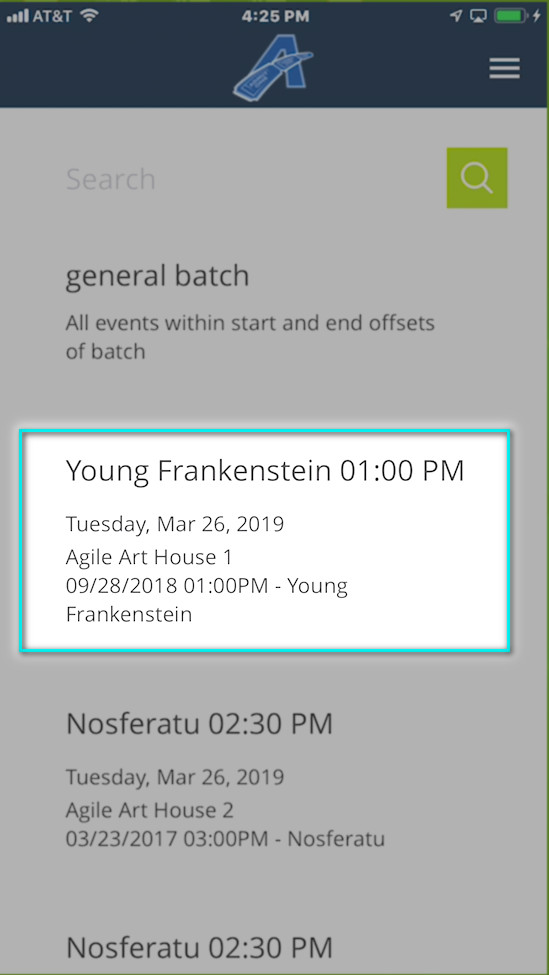 AT&T 4:25 PM
A
Search
general batch
All events within start and end offsets
of batch
Young Frankenstein 01:00 PM
Tuesday, Mar 26, 2019
Agile Art House 1
09/28/2018 01:00PM - Young
Frankenstein
Nosferatu 02:30 PM
Tuesday, Mar 26, 2019
Agile Art House 2
03/23/2017 03:00PM - Nosferatu
Nosferatu 02:30 PM